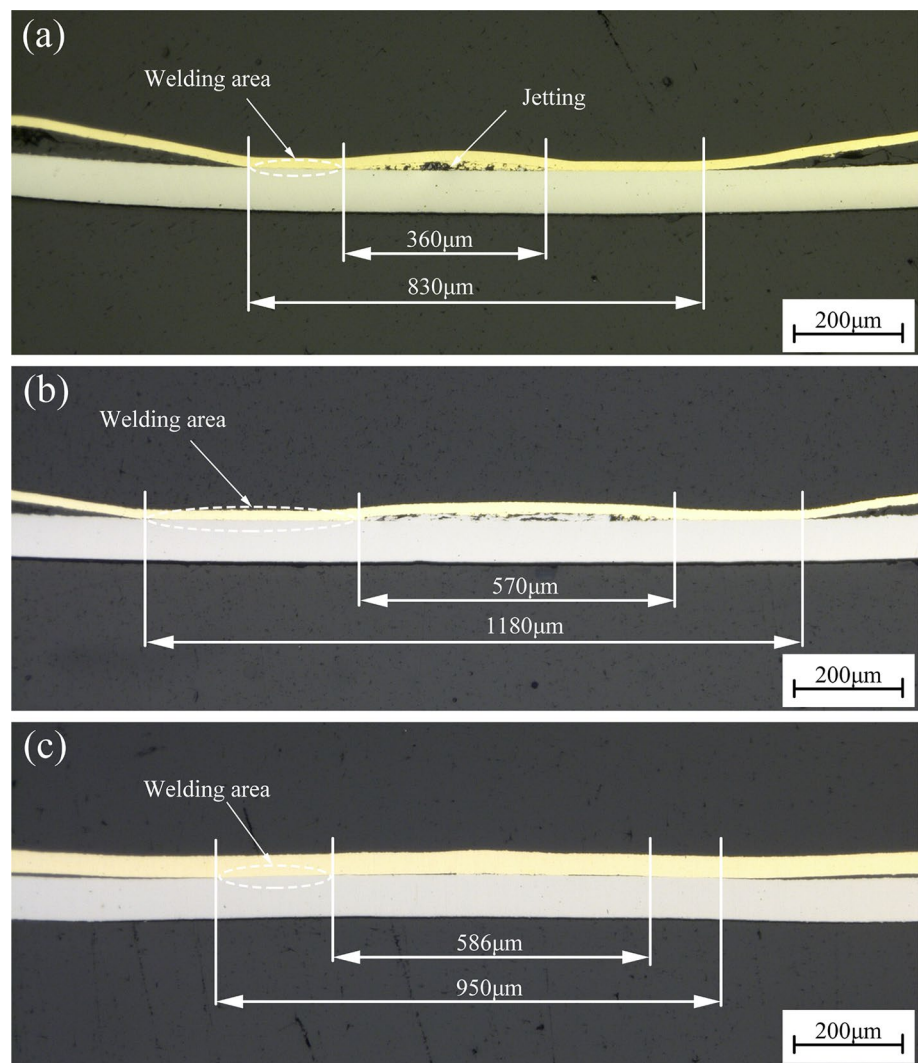 (a)
Welding area
Jetting
360μm
830μm
200μm
(b)
Welding area
570μm
1180μm
200μm
(c)
Welding area
586μm
950μm
200μm